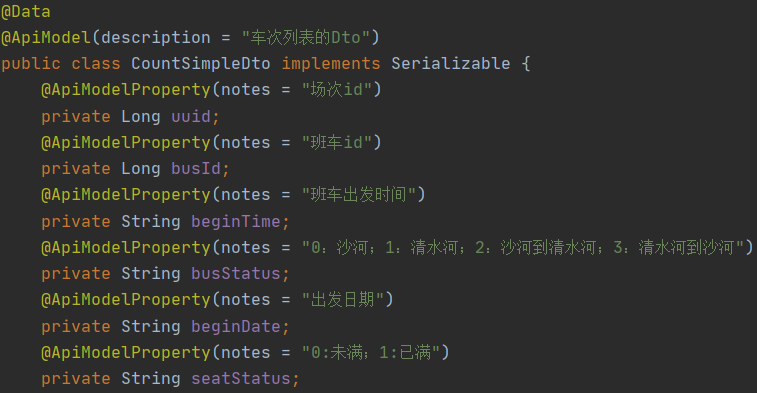 @Data
@ApiModel(description = "车次列表的Dto")
public class CountSimpleDto implements Serializable {
    @ApiModelProperty(notes = "场次id")
    private Long uuid;
    @ApiModelProperty(notes = "班车id")
    private Long busId;
    @ApiModelProperty(notes = "班车出发时间")
    private String beginTime;
    @ApiModelProperty(notes = "0：沙河；1：清水河；2：沙河到清水河；3：清水河到沙河")
    private String busStatus;
    @ApiModelProperty(notes = "出发日期")
    private String beginDate;
    @ApiModelProperty(notes = "0:未满；1:已满")
    private String seatStatus;